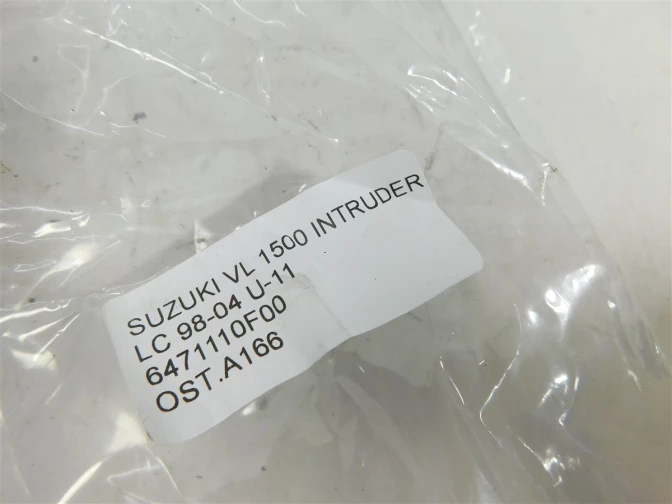 SUZUKI VL 1500 INTRUDER
LC 98-04 U-11
6471110F00
OST.A166